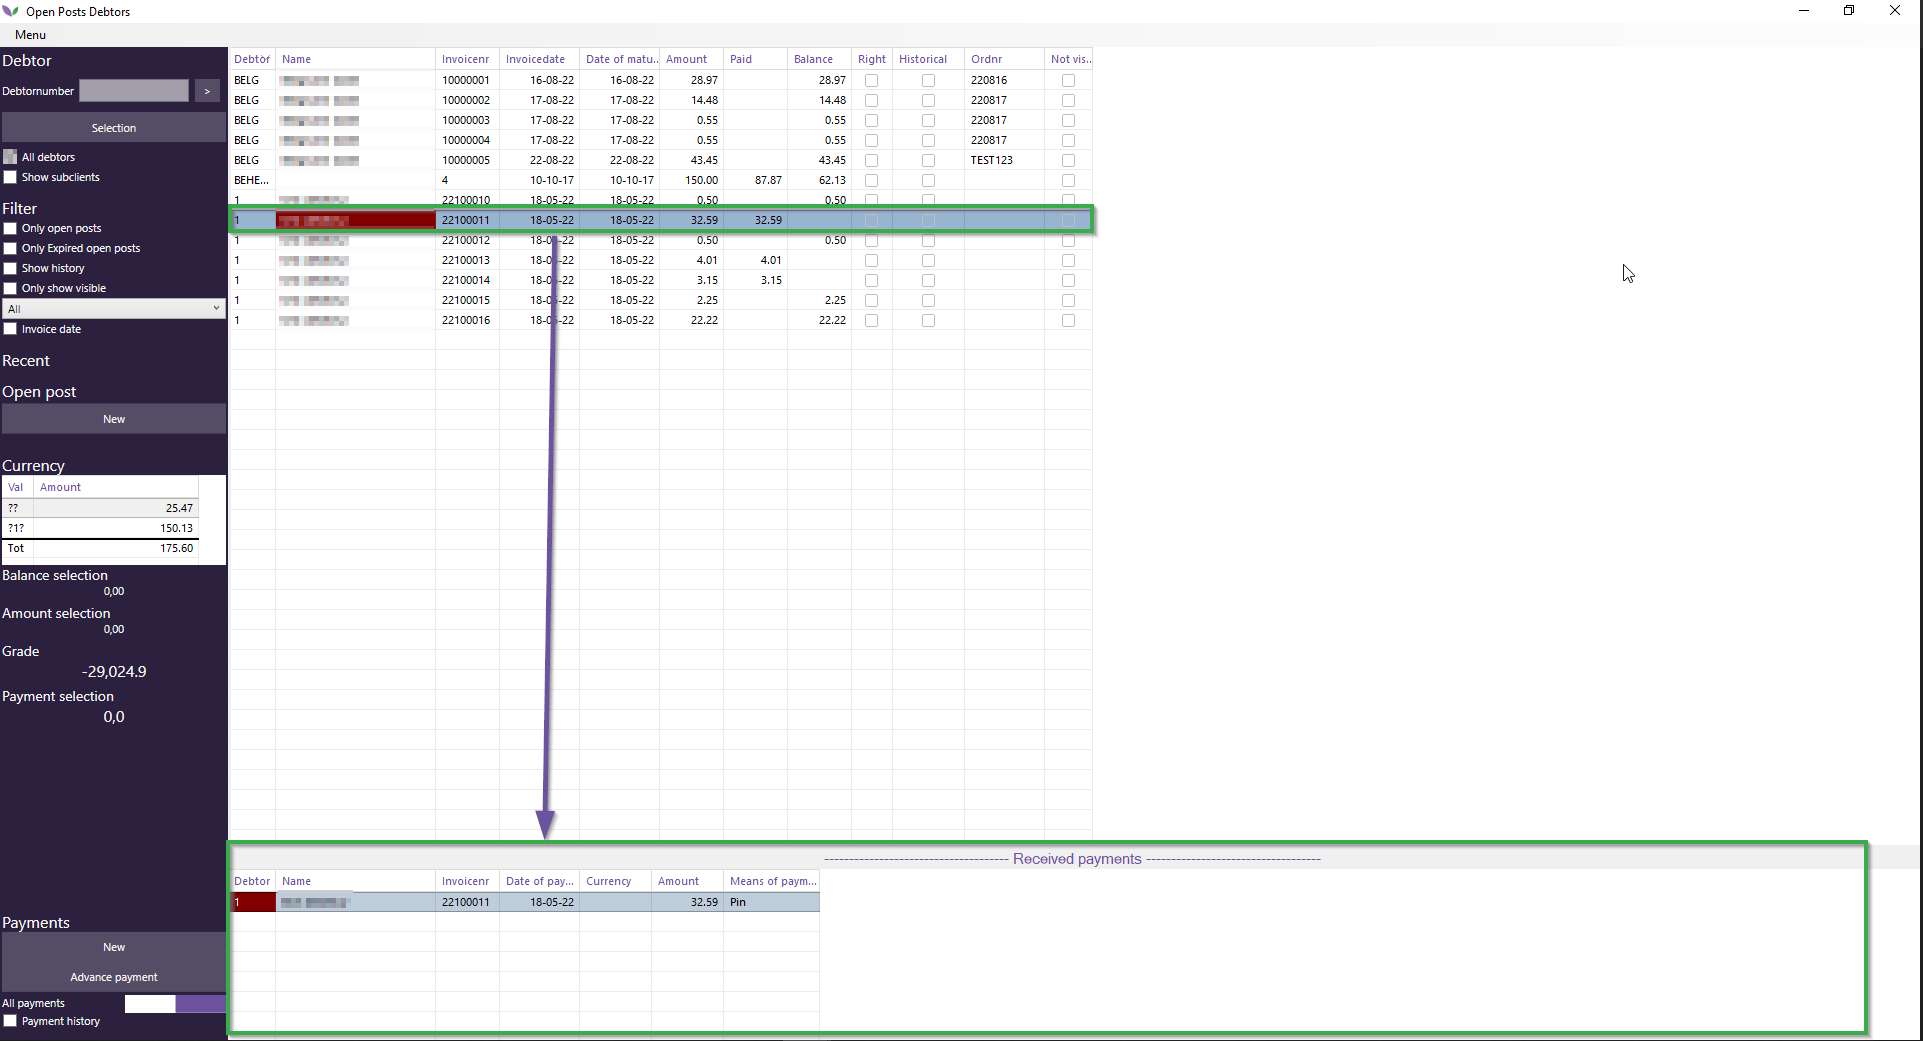 Open Posts Debtors
Menu
Debtor
Debtornumber >
Selection
All debtors
Show subclients
Filter
Only open posts
Only Expired open posts
Show history
Only show visible
All
Invoice date
Recent
Open post
New
Currency
Val Amount
?? 25.47
?1? 150.13
Tot 175.60
Balance selection
0,00
Amount selection
0,00
Grade
-29,024.9
Payment selection
0,0
Payments
New
Advance payment
All payments
Payment history
Debtor Name Invoicenr Invoicedate Date of matu... Amount Paid Balance Right Historical Ordnr Not vis...
BELG 10000001 16-08-22 16-08-22 28.97 28.97 220816
BELG 10000002 17-08-22 17-08-22 14.48 14.48 220817
BELG 10000003 17-08-22 17-08-22 0.55 0.55 220817
BELG 10000004 17-08-22 17-08-22 0.55 0.55 220817
BELG 10000005 22-08-22 22-08-22 43.45 43.45 TEST123
BEHE... 4 10-10-17 10-10-17 150.00 87.87 62.13
1 22100010 18-05-22 18-05-22 0.50 0.50
1 22100011 18-05-22 18-05-22 32.59 32.59
1 22100012 18-05-22 18-05-22 0.50 0.50
1 22100013 18-05-22 18-05-22 4.01 4.01
1 22100014 18-05-22 18-05-22 3.15 3.15
1 22100015 18-05-22 18-05-22 2.25 2.25
1 22100016 18-05-22 18-05-22 22.22 22.22
------------------------------------- Received payments -----------------------------------
Debtor Name Invoicenr Date of pay... Currency Amount Means of paym...
1 22100011 18-05-22 32.59 Pin